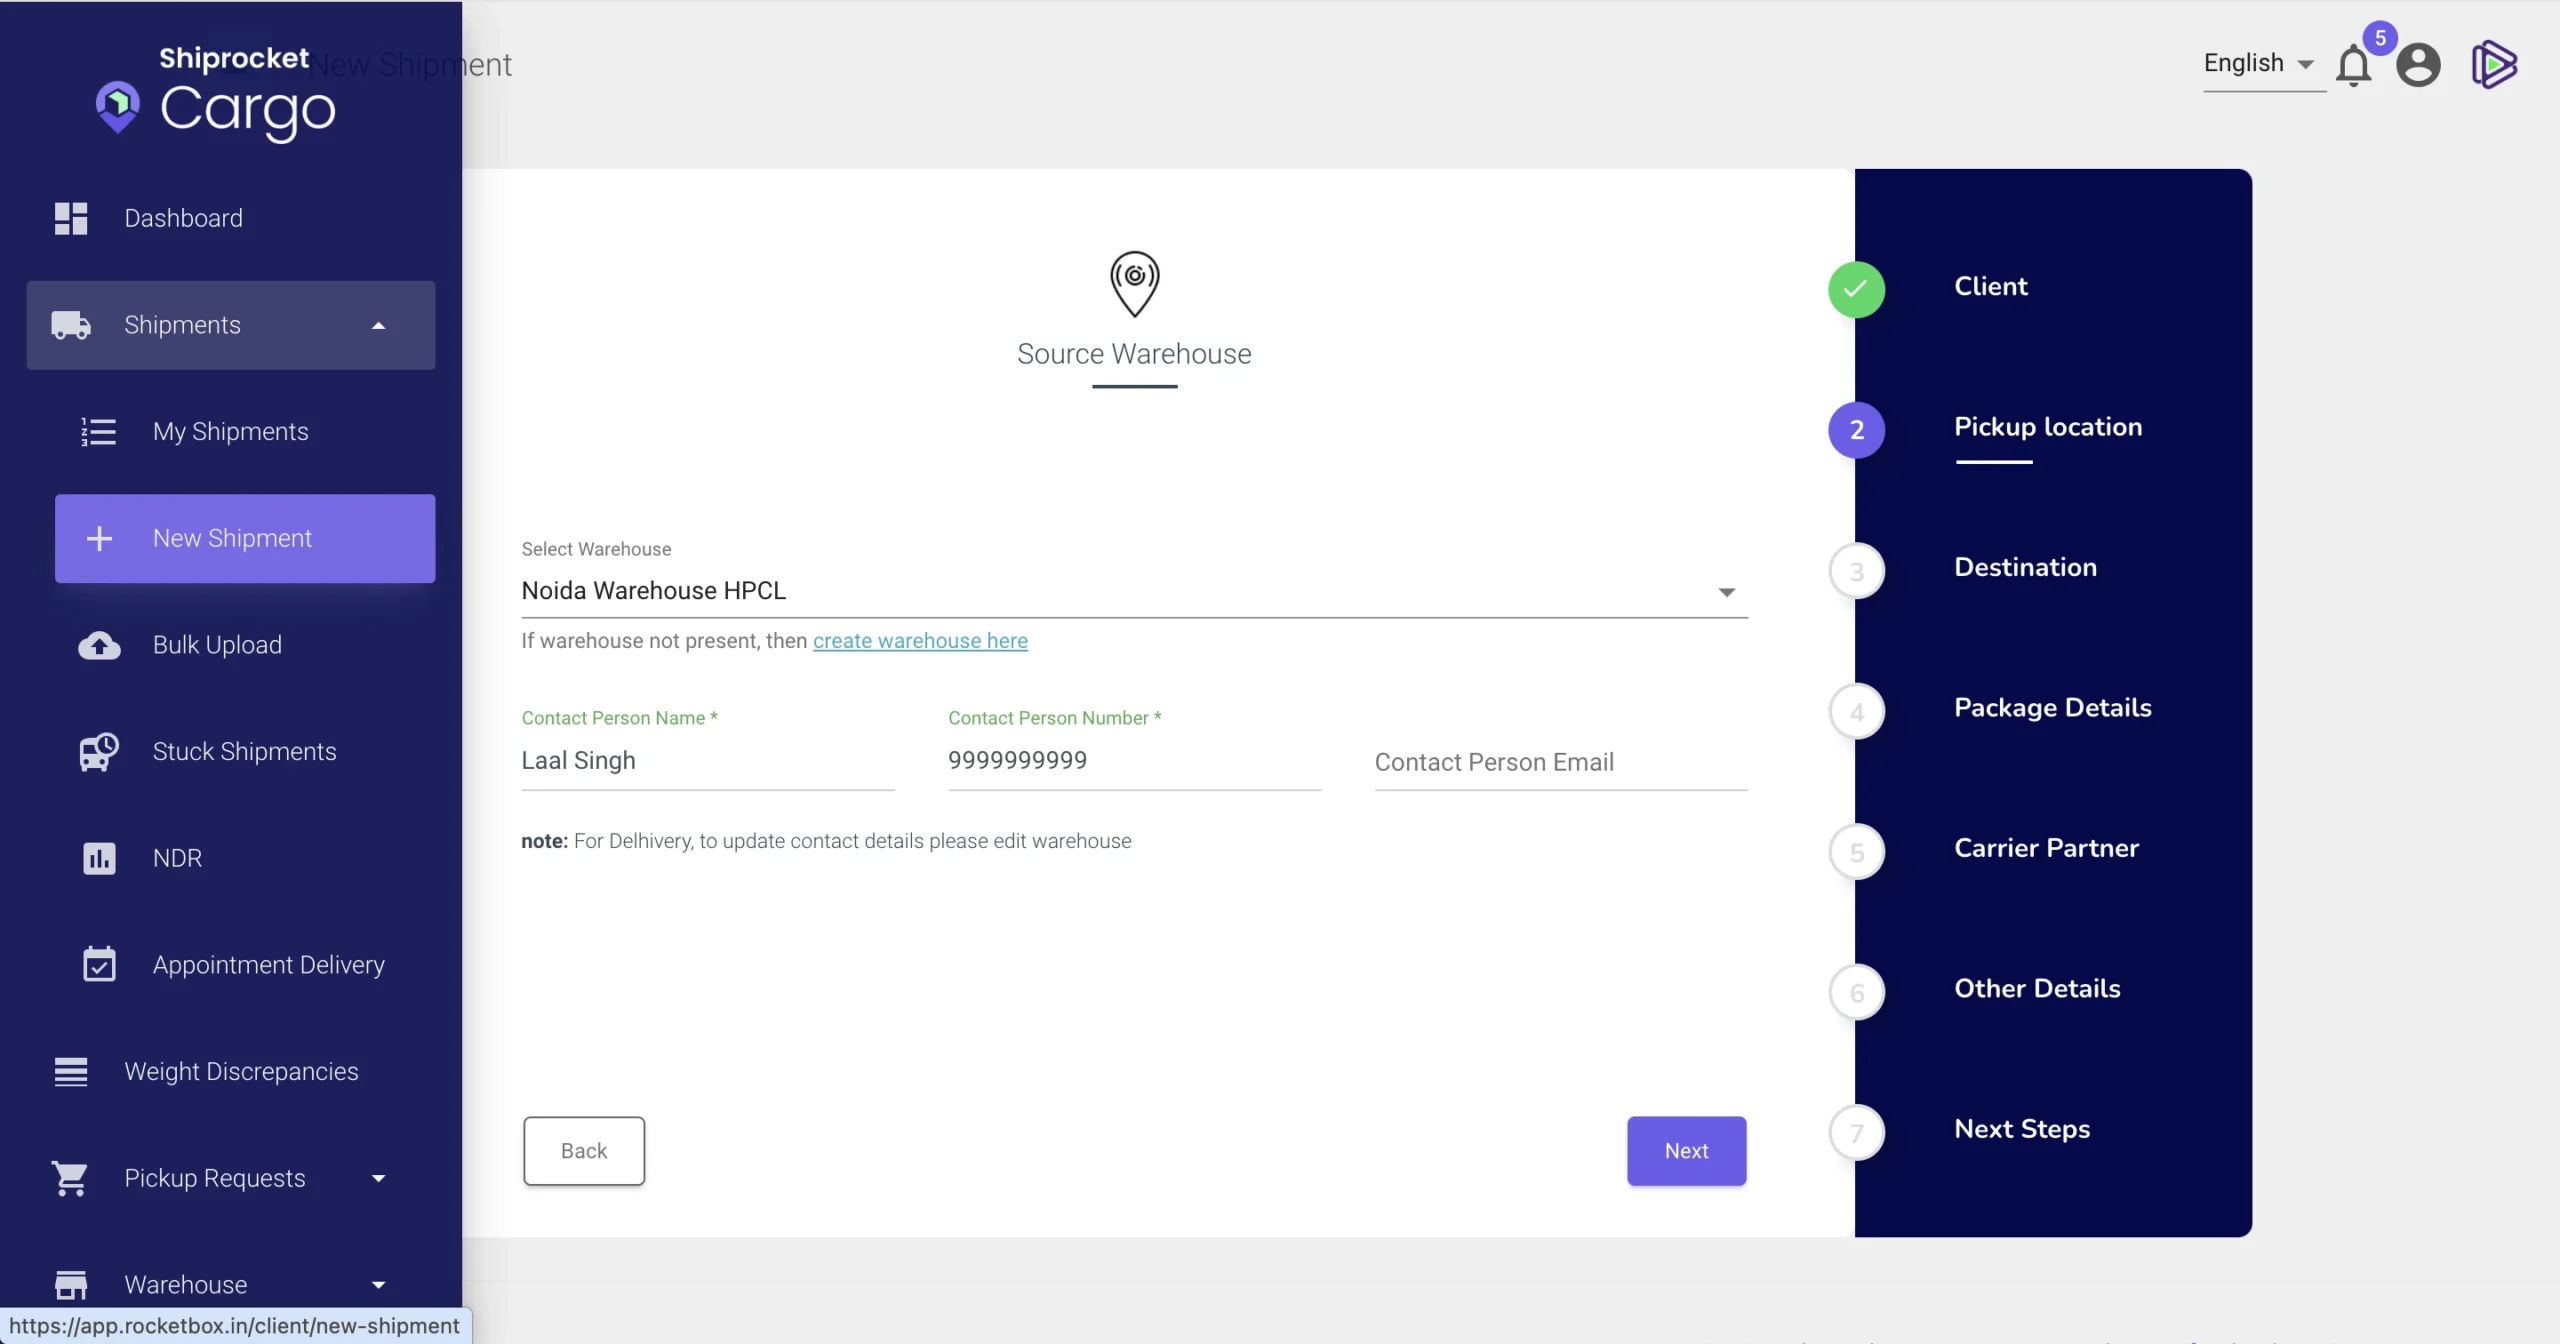 Shiprocket
Cargo
New Shipment
English
5
Dashboard
Shipments
My Shipments
New Shipment
Bulk Upload
Stuck Shipments
NDR
Appointment Delivery
Weight Discrepancies
Pickup Requests
Warehouse
https://app.rocketbox.in/client/new-shipment
Source Warehouse
Select Warehouse
Noida Warehouse HPCL
If warehouse not present, then create warehouse here
Contact Person Name *
Laal Singh
Contact Person Number *
9999999999
Contact Person Email
note: For Delhivery, to update contact details please edit warehouse
Back
Next
Client
2 Pickup location
3 Destination
4 Package Details
5 Carrier Partner
6 Other Details
7 Next Steps